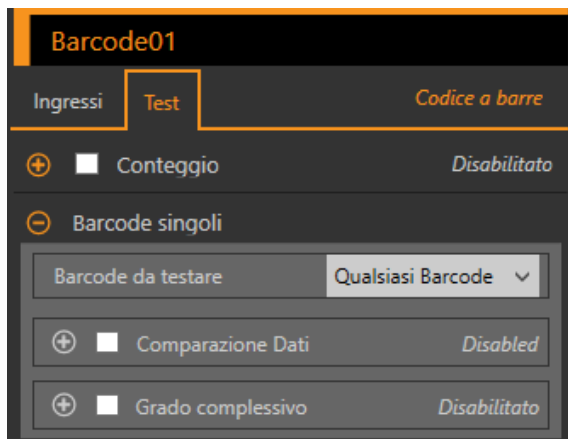 Barcode01
Ingressi Test Codice a barre
Conteggio Disabilitato
Barcode singoli
Barcode da testare Qualsiasi Barcode
Comparazione Dati Disabled
Grado complessivo Disabilitato